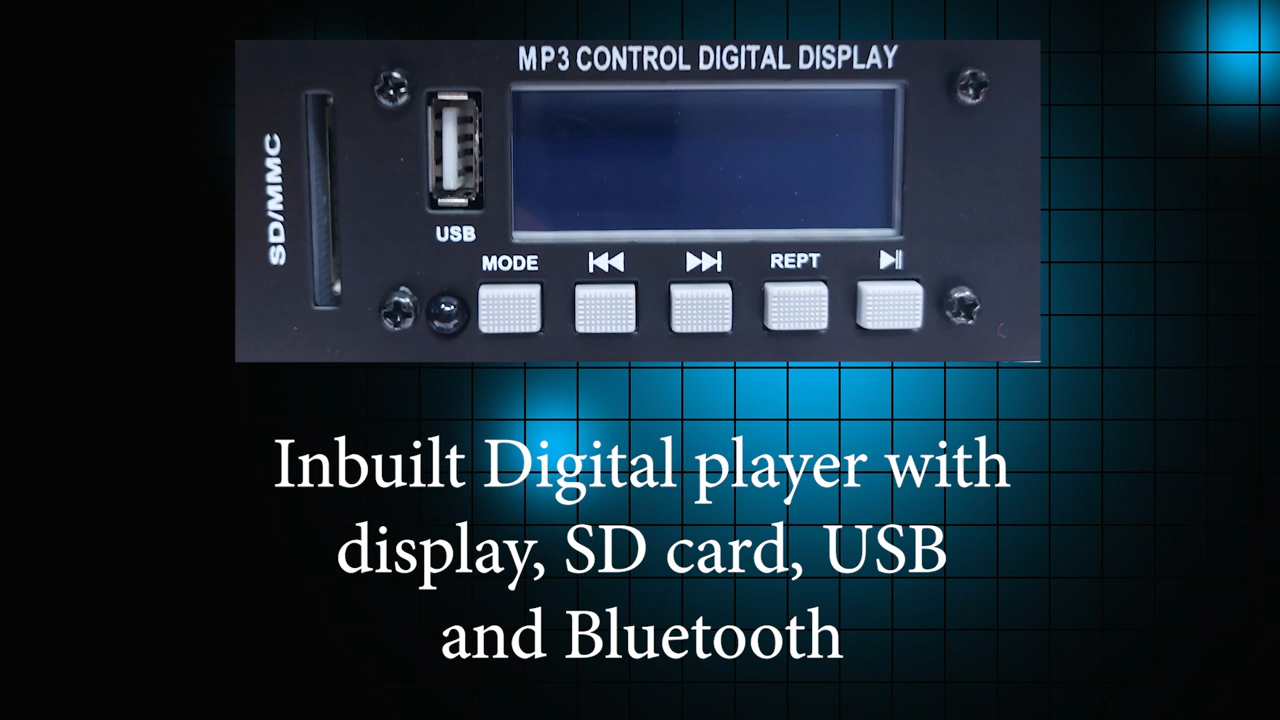 MP3 CONTROL DIGITAL DISPLAY
SD/MMC
USB
MODE
REPT
Inbuilt Digital player with
display, SD card, USB
and Bluetooth